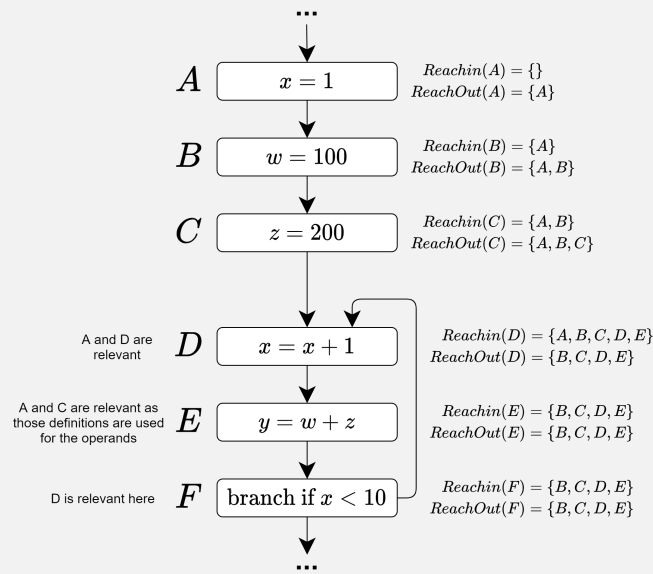 ...
A
x = 1
Reachin(A) = {}
ReachOut(A) = {A}
B
w = 100
Reachin(B) = {A}
ReachOut(B) = {A, B}
C
z = 200
Reachin(C) = {A, B}
ReachOut(C) = {A, B, C}
A and D are
relevant
D
x = x + 1
Reachin(D) = {A, B, C, D, E}
ReachOut(D) = {B, C, D, E}
A and C are relevant as
those definitions are used
for the operands
E
y = w + z
Reachin(E) = {B, C, D, E}
ReachOut(E) = {B, C, D, E}
D is relevant here
F
branch if x < 10
Reachin(F) = {B, C, D, E}
ReachOut(F) = {B, C, D, E}
...